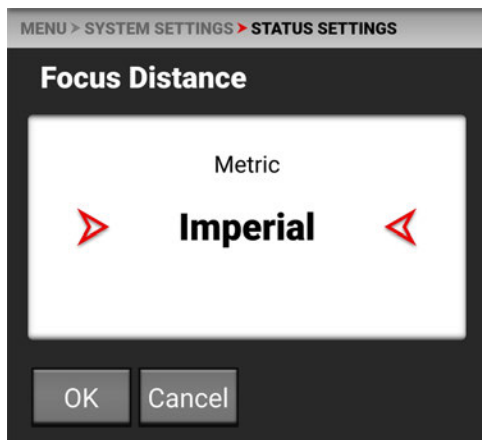 MENU > SYSTEM SETTINGS > STATUS SETTINGS
Focus Distance
Metric
Imperial
OK Cancel